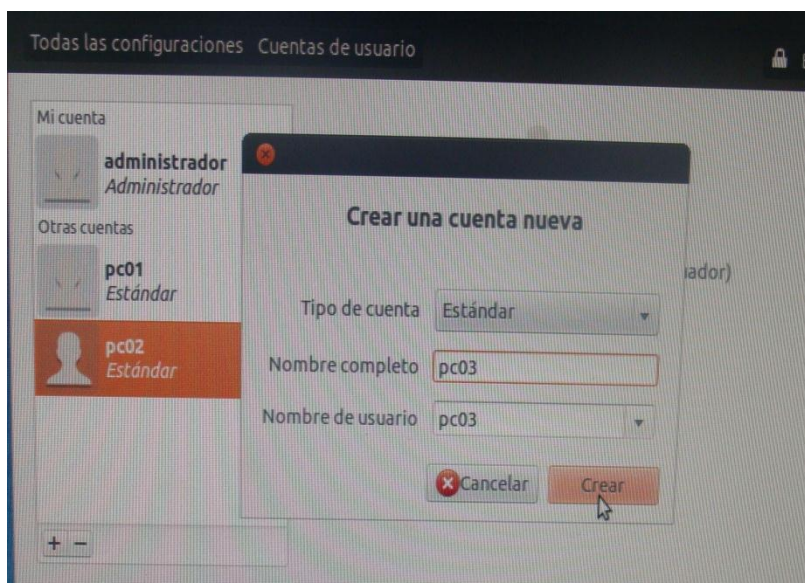 Todas las configuraciones Cuentas de usuario
Mi cuenta
administrador
Administrador
Otras cuentas
pc01
Estándar
pc02
Estándar
+ −
Crear una cuenta nueva
ador)
Tipo de cuenta Estándar
Nombre completo pc03
Nombre de usuario pc03
Cancelar Crear